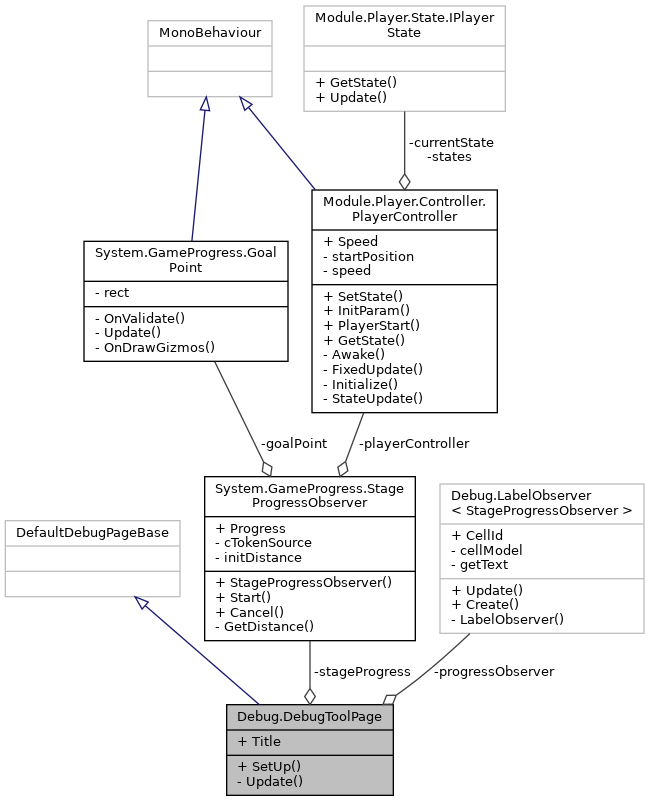 MonoBehaviour
Module.Player.State.IPlayer
State
+ GetState()
+ Update()
-currentState
-states
Module.Player.Controller.
PlayerController
+ Speed
- startPosition
- speed
+ SetState()
+ InitParam()
+ PlayerStart()
+ GetState()
- Awake()
- FixedUpdate()
- Initialize()
- StateUpdate()
System.GameProgress.Goal
Point
- rect
- OnValidate()
- Update()
- OnDrawGizmos()
-goalPoint
-playerController
System.GameProgress.Stage
ProgressObserver
+ Progress
- cTokenSource
- initDistance
+ StageProgressObserver()
+ Start()
+ Cancel()
- GetDistance()
Debug.LabelObserver
< StageProgressObserver >
+ CellId
- cellModel
- getText
+ Update()
+ Create()
- LabelObserver()
DefaultDebugPageBase
-stageProgress
-progressObserver
Debug.DebugToolPage
+ Title
+ SetUp()
- Update()